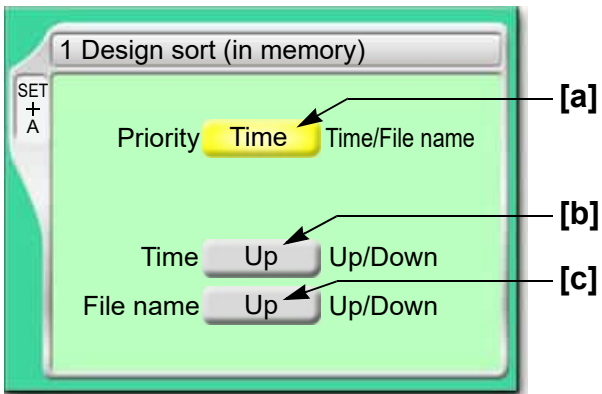 1 Design sort (in memory)
SET
+
A
Priority Time Time/File name [a]
Time Up Up/Down [b]
File name Up Up/Down [c]